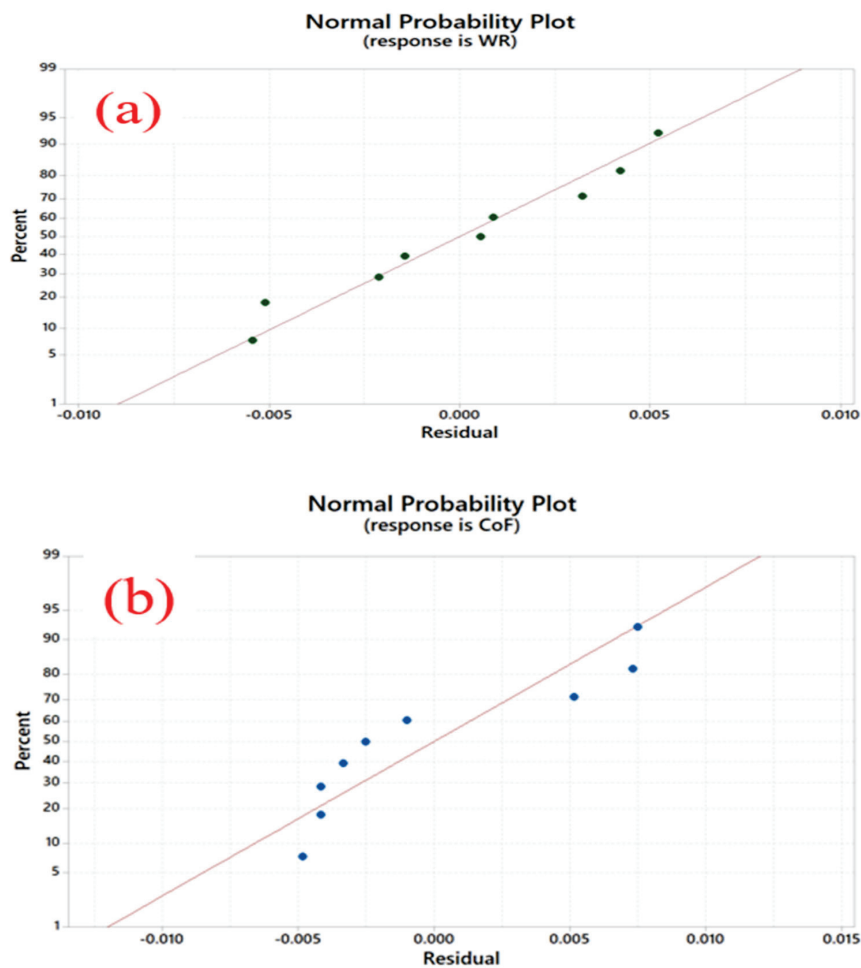 Normal Probability Plot
(response is WR)
(a)
99
95
90
80
70
60
50
40
30
20
10
5
1
Percent
-0.010 -0.005 0.000 0.005 0.010
Residual
Normal Probability Plot
(response is CoF)
(b)
99
95
90
80
70
60
50
40
30
20
10
5
1
Percent
-0.010 -0.005 0.000 0.005 0.010 0.015
Residual